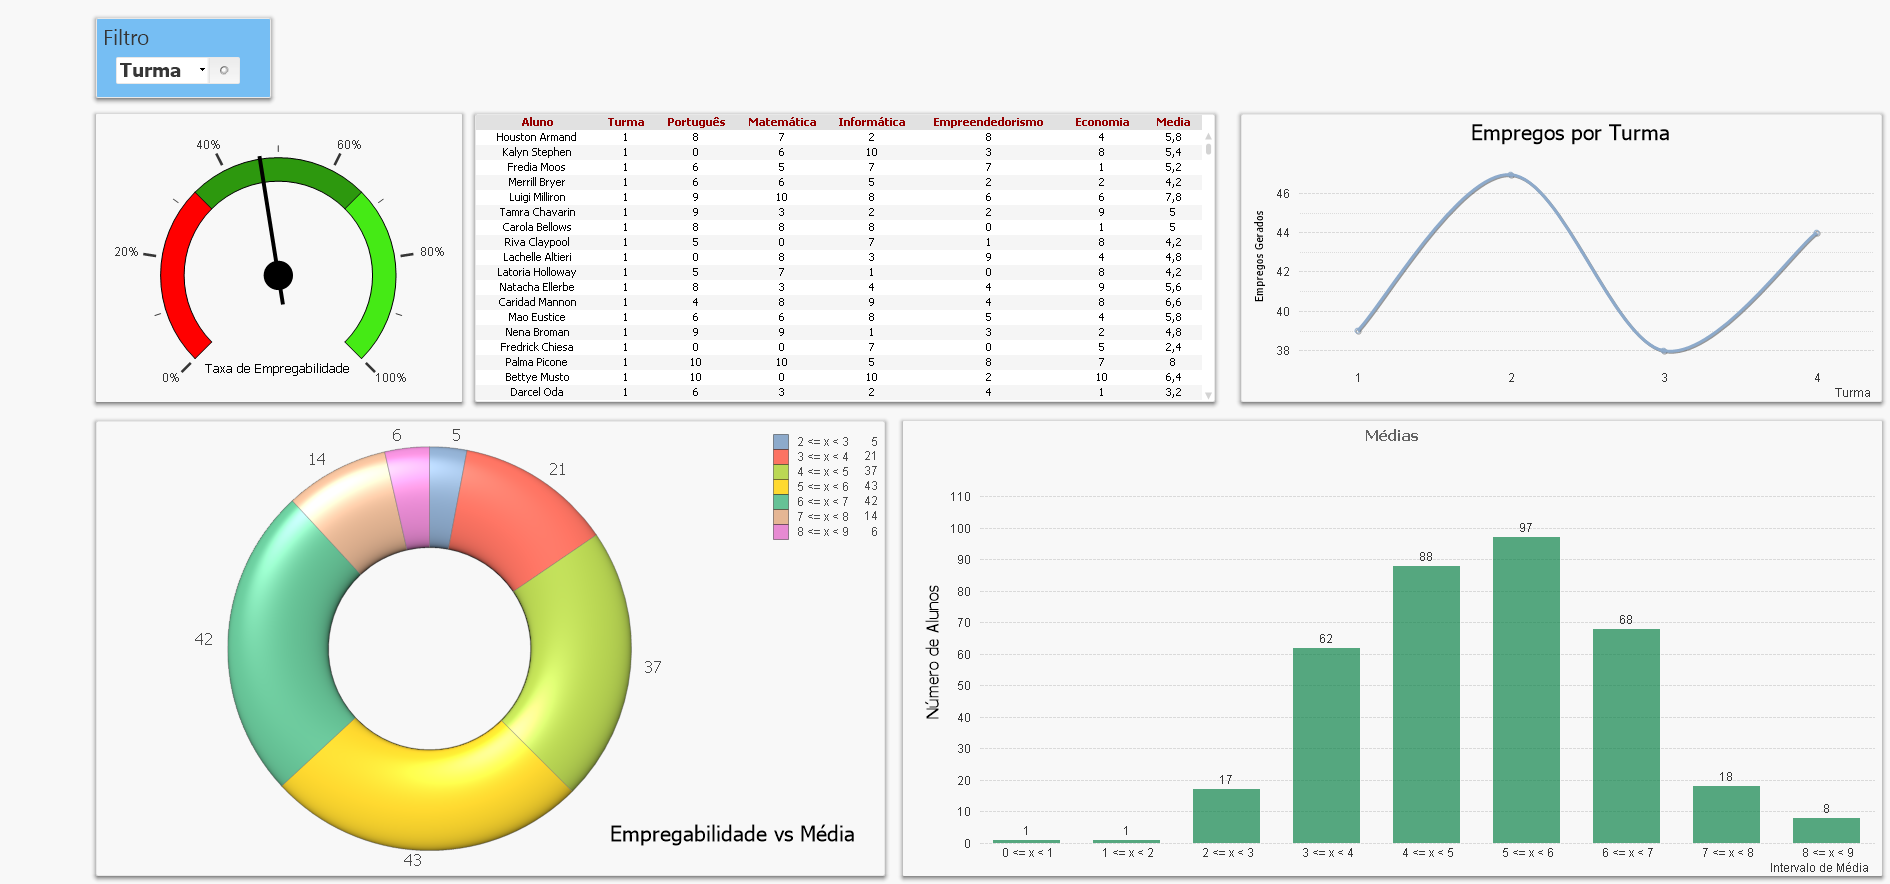 Filtro
Turma
40%
60%
20%
80%
0%
100%
Taxa de Empregabilidade
Aluno Turma Português Matemática Informática Empreendedorismo Economia Media
Houston Armand 1 8 7 2 8 4 5,8
Kalyn Stephen 1 0 6 10 3 8 5,4
Fredia Moos 1 6 5 7 7 1 5,2
Merrill Bryer 1 6 6 5 2 2 4,2
Luigi Milliron 1 9 10 8 6 6 7,8
Tamra Chavarin 1 9 3 2 2 9 5
Carola Bellows 1 8 8 8 0 1 5
Riva Claypool 1 5 0 7 1 8 4,2
Lachelle Altieri 1 0 8 3 9 4 4,8
Latoria Holloway 1 5 7 1 0 8 4,2
Natacha Ellerbe 1 8 3 4 4 9 5,6
Caridad Mannon 1 4 8 9 4 8 6,6
Mao Eustice 1 6 6 8 5 4 5,8
Nena Broman 1 9 9 1 3 2 4,8
Fredrick Chiesa 1 0 0 7 0 5 2,4
Palma Picone 1 10 10 5 8 7 8
Bettye Musto 1 10 0 10 2 10 6,4
Darcel Oda 1 6 3 2 4 1 3,2
Empregos por Turma
Empregos Gerados
46
44
42
40
38
1 2 3 4
Turma
6
5
14
21
42
37
43
2 <= x < 3 5
3 <= x < 4 21
4 <= x < 5 37
5 <= x < 6 43
6 <= x < 7 42
7 <= x < 8 14
8 <= x < 9 6
Empregabilidade vs Média
Médias
Número de Alunos
110
100
90
80
70
60
50
40
30
20
10
0
1
1
17
62
88
97
68
18
8
0 <= x < 1 1 <= x < 2 2 <= x < 3 3 <= x < 4 4 <= x < 5 5 <= x < 6 6 <= x < 7 7 <= x < 8 8 <= x < 9
Intervalo de Média